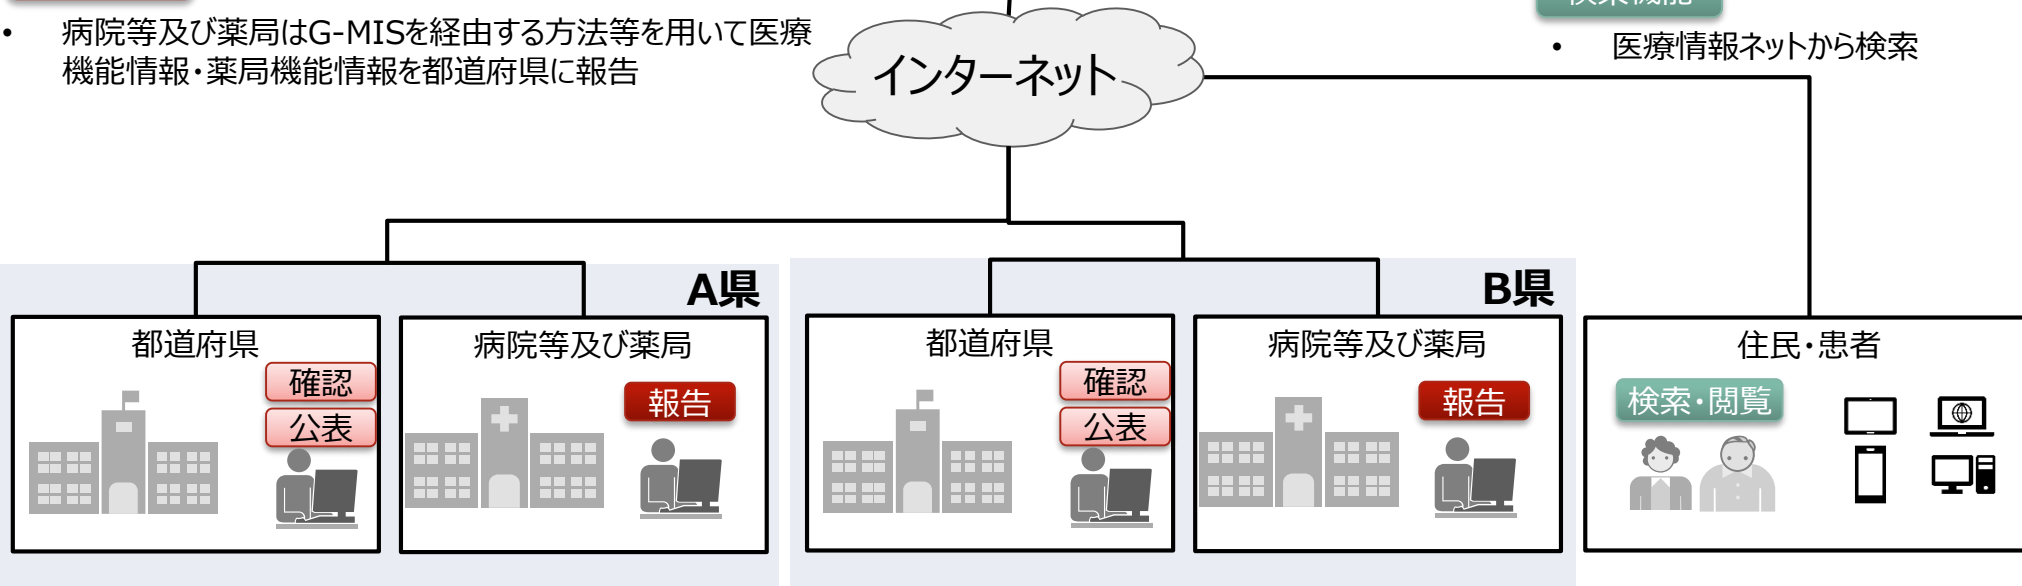 • 病院等及び薬局はG-MISを経由する方法等を用いて医療
機能情報・薬局機能情報を都道府県に報告
インターネット
検索機能
• 医療情報ネットから検索
A県
都道府県
確認
公表
病院等及び薬局
報告
B県
都道府県
確認
公表
病院等及び薬局
報告
住民・患者
検索・閲覧